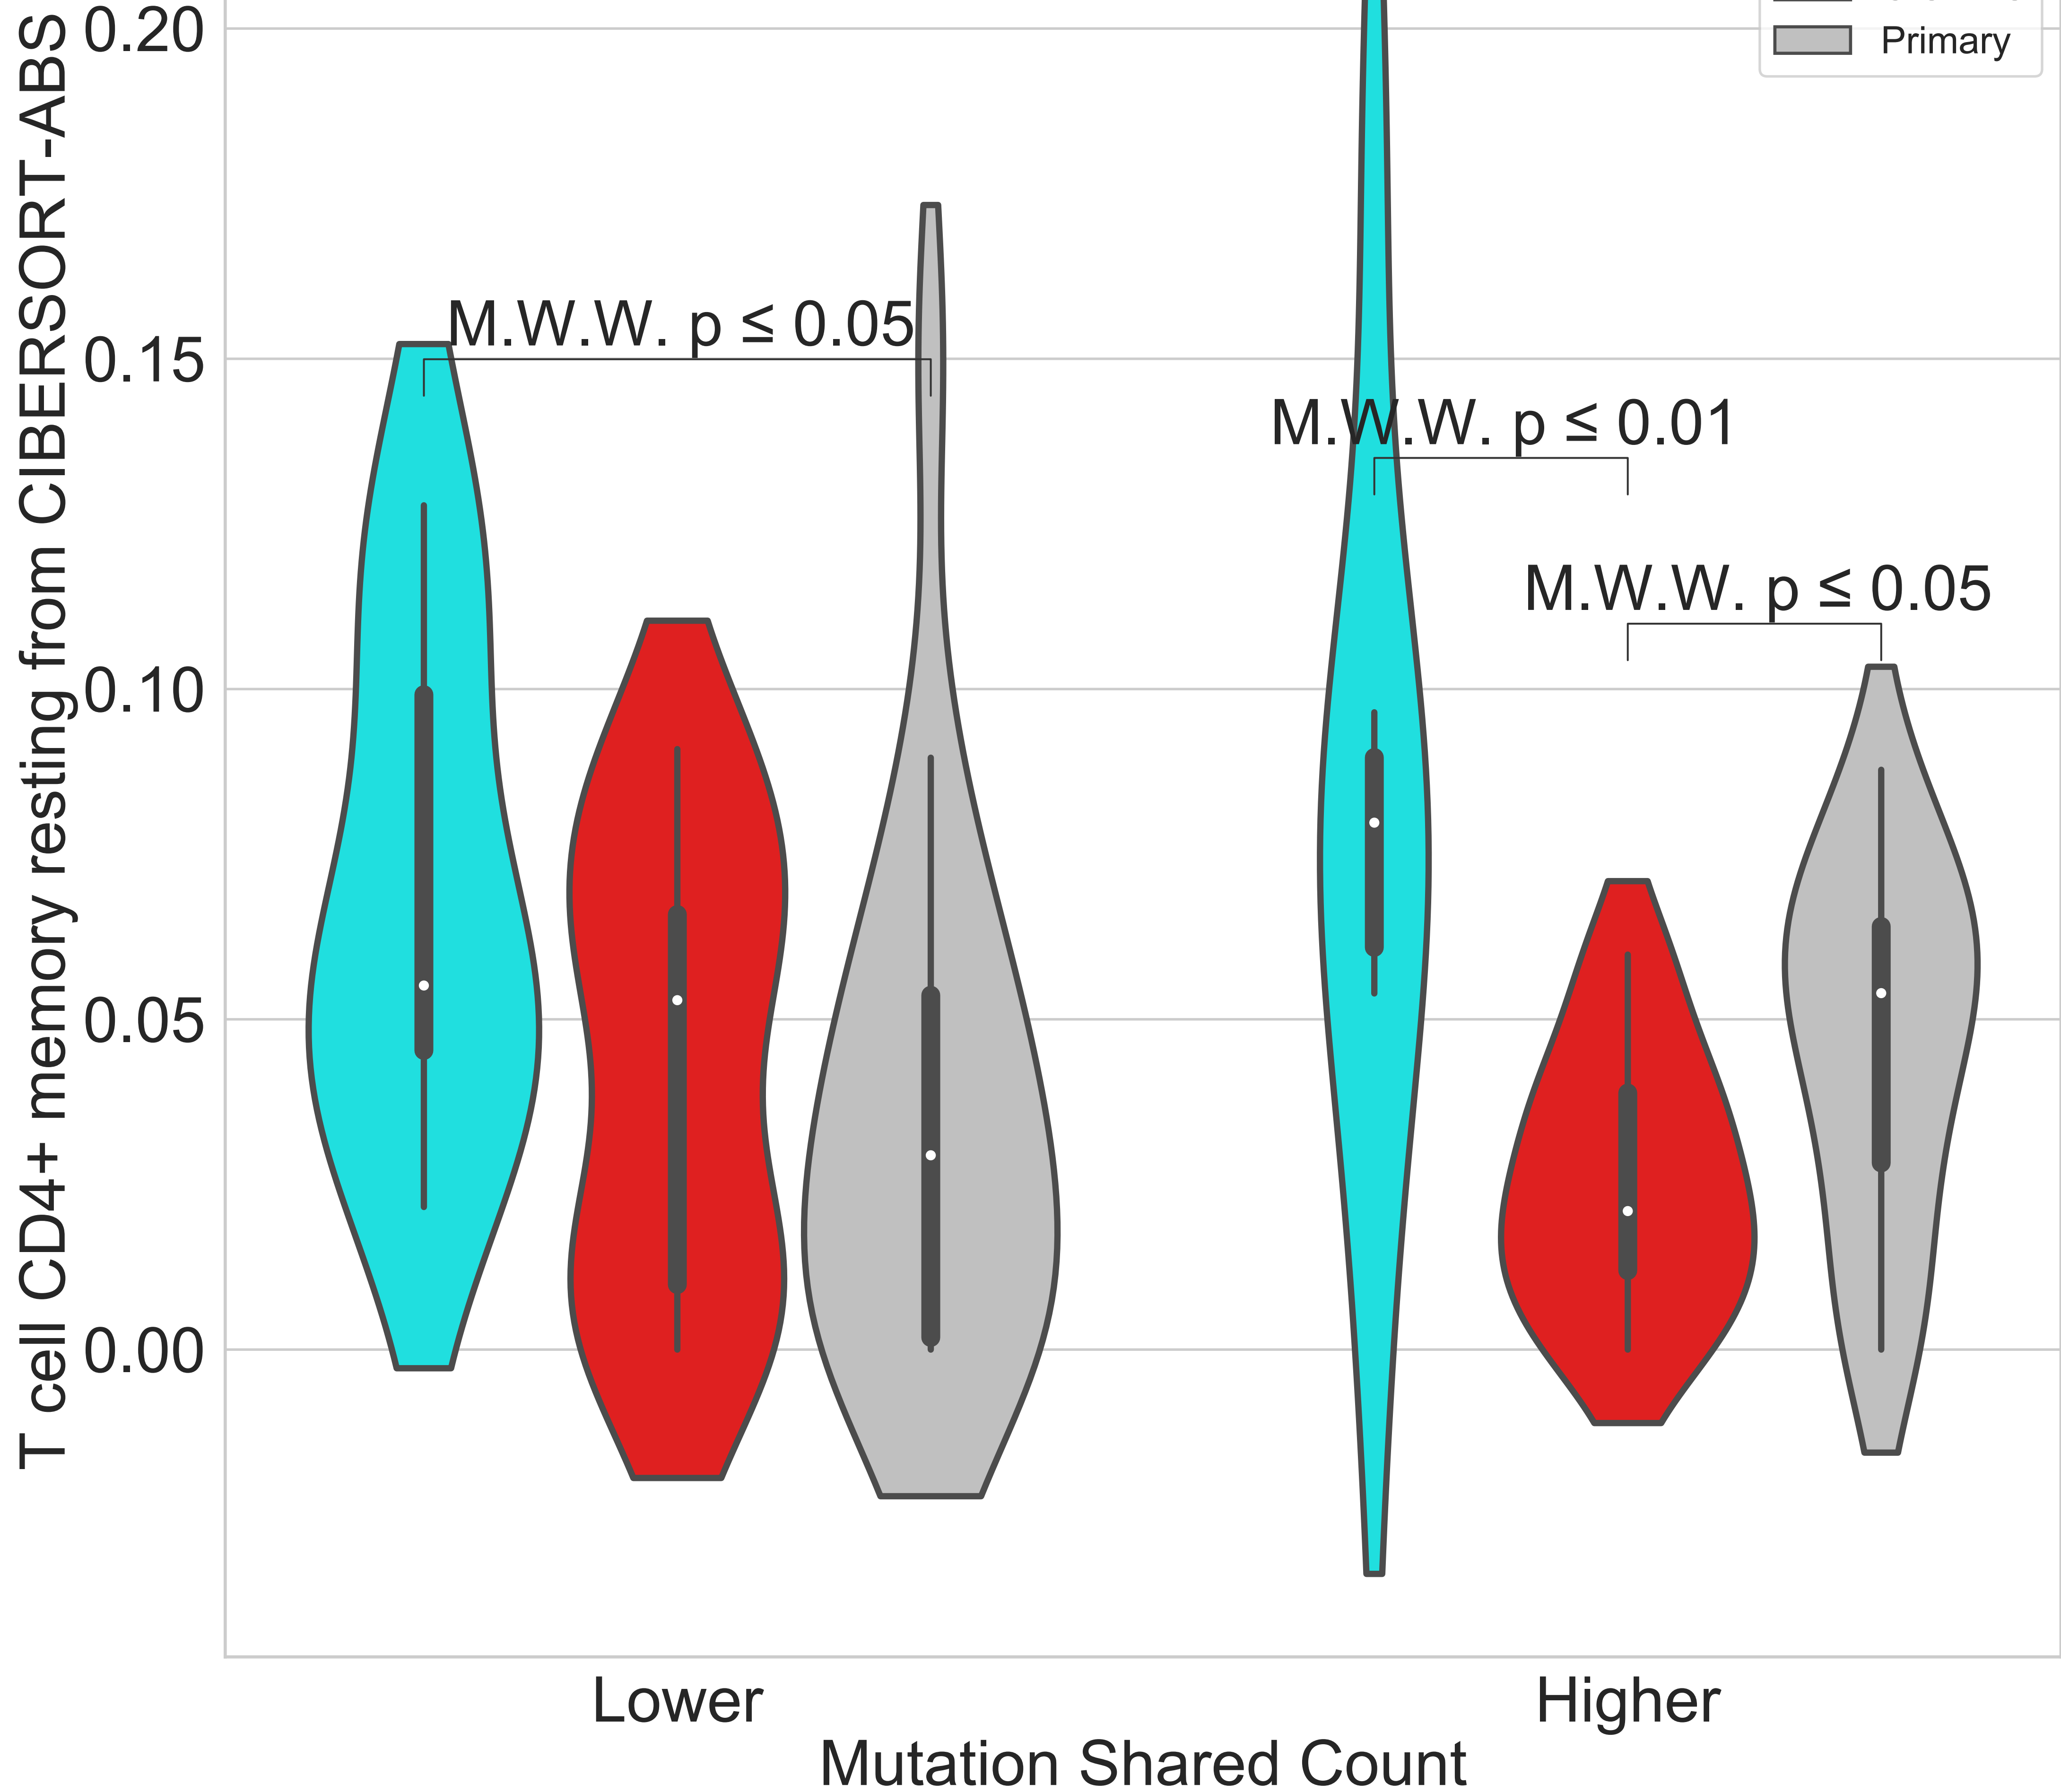 T cell CD4+ memory resting from CIBERSORT-ABS
0.20
0.15
0.10
0.05
0.00
Primary
M.W.W. p ≤ 0.05
M.W.W. p ≤ 0.01
M.W.W. p ≤ 0.05
Lower
Higher
Mutation Shared Count